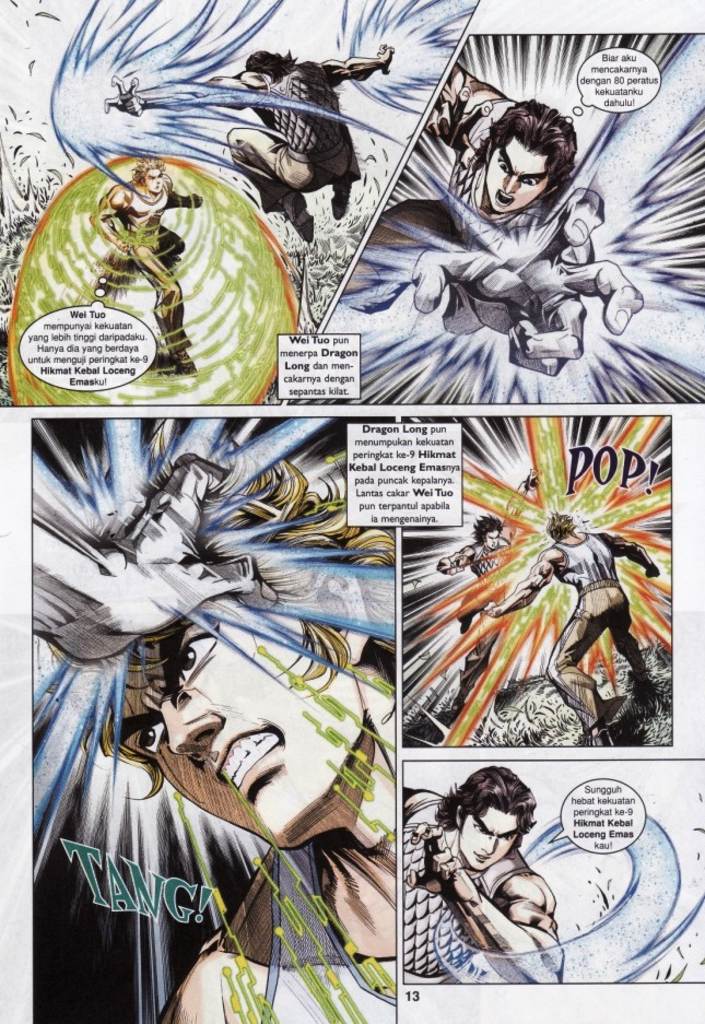 Wei Tuo
mempunyai kekuatan
yang lebih tinggi daripadaku.
Hanya dia yang berdaya
untuk menguji peringkat ke-9
Hikmat Kebal Loceng
Emasku!
Wei Tuo pun
menerpa Dragon
Long dan men-
cakarnya dengan
sepantas kilat.
Biar aku
mencakarnya
dengan 80 peratus
kekuatanku
dahulu!
Dragon Long pun
menumpukan kekuatan
peringkat ke-9 Hikmat
Kebal Loceng Emasnya
pada puncak kepalanya.
Lantas cakar Wei Tuo
pun terpantul apabila
ia mengenainya.
TANG!
POP!
Sungguh
hebat kekuatan
peringkat ke-9
Hikmat Kebal
Loceng Emas
kau!
13